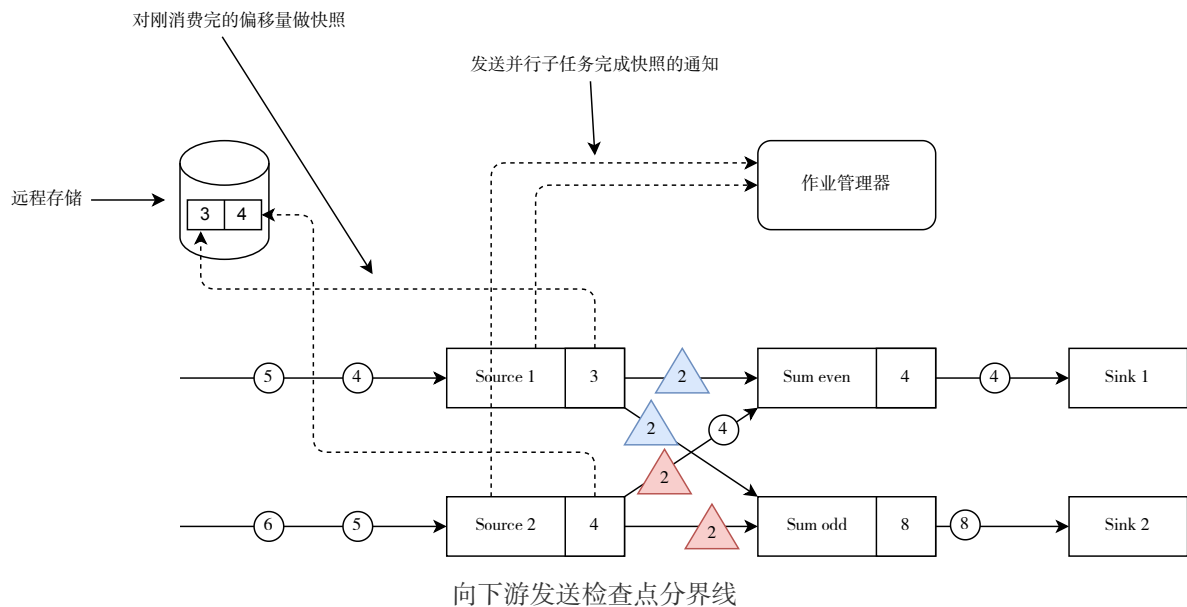 对刚消费完的偏移量做快照
发送并行子任务完成快照的通知
远程存储
3 4
作业管理器
5 4 Source 1 3 2 Sum even 4 4 Sink 1
2 4
2
6 5 Source 2 4 2 Sum odd 8 8 Sink 2
向下游发送检查点分界线